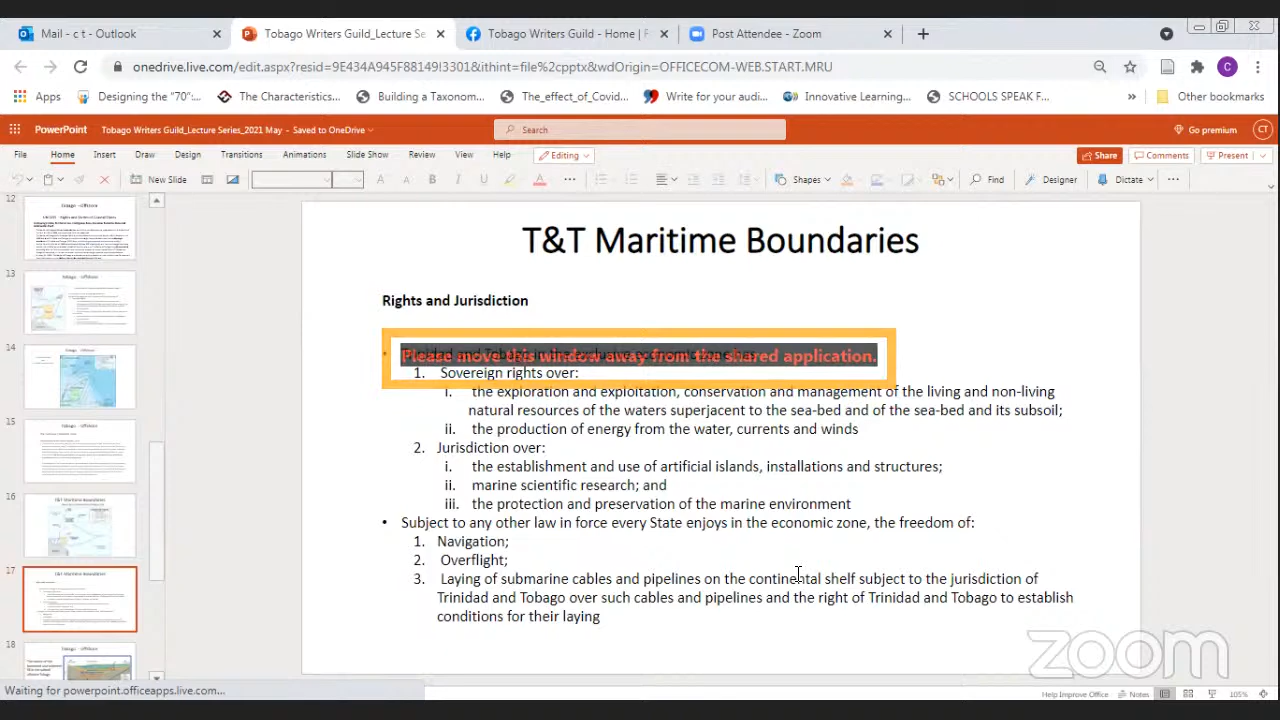 Mail - c t - Outlook
Tobago Writers Guild_Lecture Se
Tobago Writers Guild - Home | F
Post Attendee - Zoom
onedrive.live.com/edit.aspx?resid=9E434A945F88149!3301&ithint=file%2cpptx&wdOrigin=OFFICECOM-WEB.START.MRU
C
Apps
Designing the "70":...
The Characteristics...
Building a Taxonom...
The_effect_of_Covid...
Write for your audi...
Innovative Learning...
SCHOOLS SPEAK F...
»
Other bookmarks
PowerPoint
Tobago Writers Guild_Lecture Series_2021 May - Saved to OneDrive
Search
Go premium
CT
File Home Insert Draw Design Transitions Animations Slide Show Review View Help Editing
Share
Comments
Present
New Slide
B I U A ...
Shapes
Find
Designer
Dictate
...
12
13
14
15
16
17
18
Tobago - offshore
T&T Maritime Boundaries
T&T Maritime Boundaries
Rights and Jurisdiction
Please move this window away from the shared application.
1. Sovereign rights over:
i. the exploration and exploitation, conservation and management of the living and non-living
natural resources of the waters superjacent to the sea-bed and of the sea-bed and its subsoil;
ii. the production of energy from the water, currents and winds
2. Jurisdiction over:
i. the establishment and use of artificial islands, installations and structures;
ii. marine scientific research; and
iii. the protection and preservation of the marine environment
• Subject to any other law in force every State enjoys in the economic zone, the freedom of:
1. Navigation;
2. Overflight;
3. Laying of submarine cables and pipelines on the continental shelf subject to the jurisdiction of
Trinidad and Tobago over such cables and pipelines and the right of Trinidad and Tobago to establish
conditions for their laying
zoom
Waiting for powerpoint.officeapps.live.com...
Help Improve Office
Notes
105%